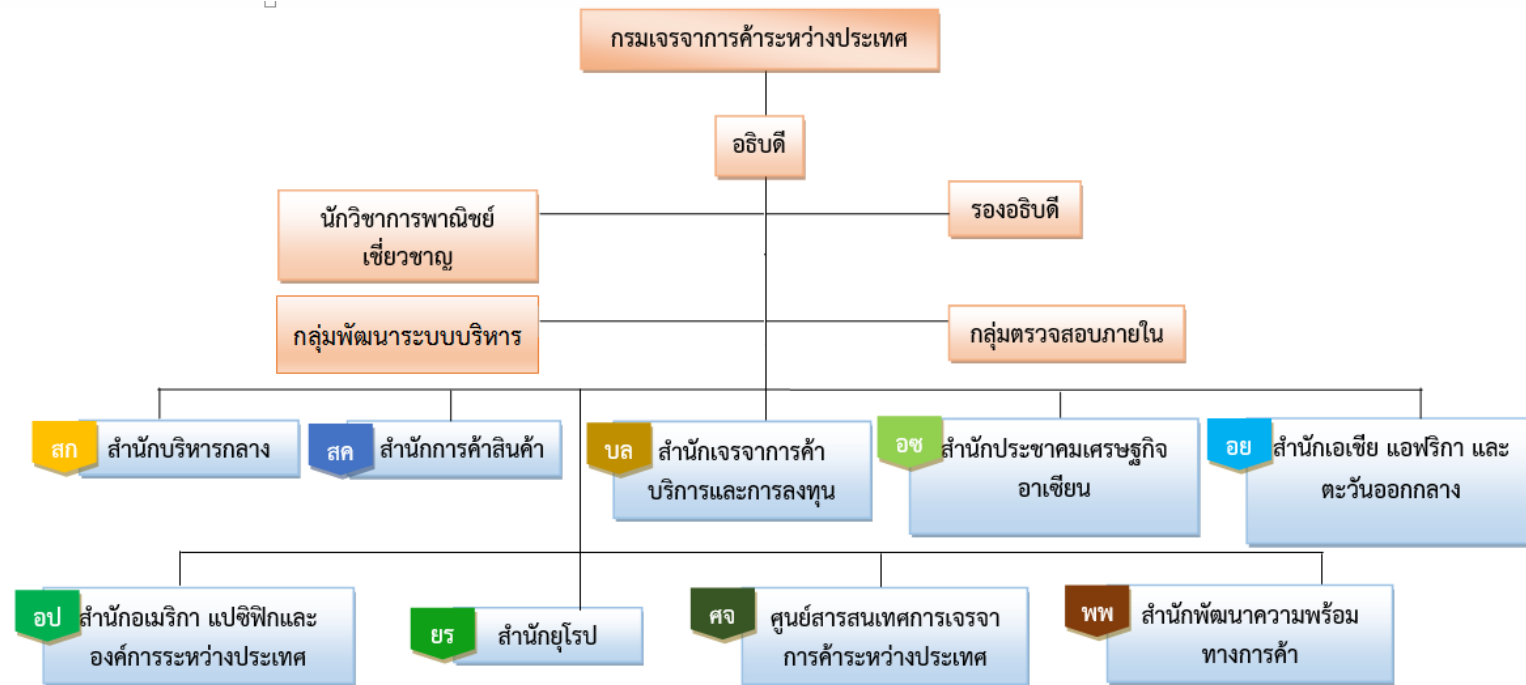 กรมเจรจาการค้าระหว่างประเทศ
อธิบดี
นักวิชาการพาณิชย์
เชี่ยวชาญ
รองอธิบดี
กลุ่มพัฒนาระบบบริหาร
กลุ่มตรวจสอบภายใน
สก สำนักบริหารกลาง
สค สำนักการค้าสินค้า
บล สำนักเจรจาการค้า
บริการและการลงทุน
อซ สำนักประชาคมเศรษฐกิจ
อาเซียน
อย สำนักเอเชีย แอฟริกา และ
ตะวันออกกลาง
อป สำนักอเมริกา แปซิฟิกและ
องค์การระหว่างประเทศ
ยร สำนักยุโรป
ศจ ศูนย์สารสนเทศการเจรจา
การค้าระหว่างประเทศ
พพ สำนักพัฒนาความพร้อม
ทางการค้า